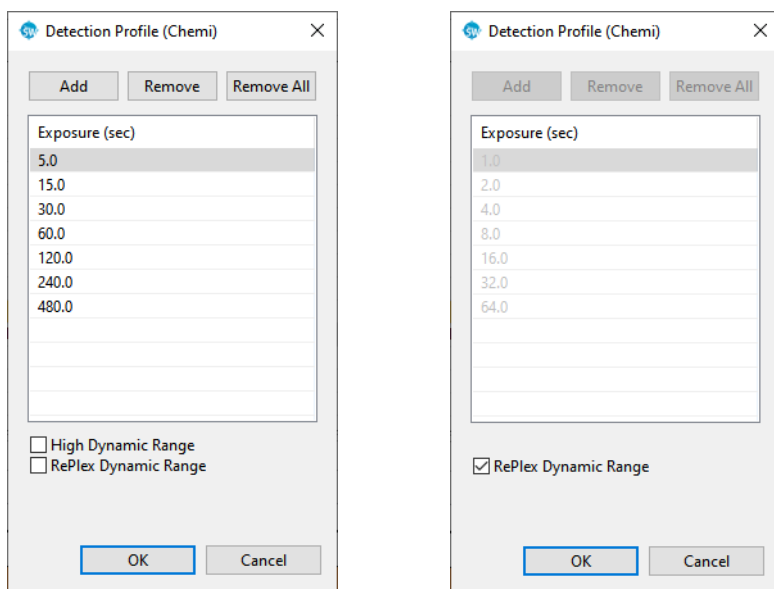 SW Detection Profile (Chemi)
Add Remove Remove All
Exposure (sec)
5.0
15.0
30.0
60.0
120.0
240.0
480.0
High Dynamic Range
RePlex Dynamic Range
OK Cancel
SW Detection Profile (Chemi)
Add Remove Remove All
Exposure (sec)
1.0
2.0
4.0
8.0
16.0
32.0
64.0
RePlex Dynamic Range
OK Cancel